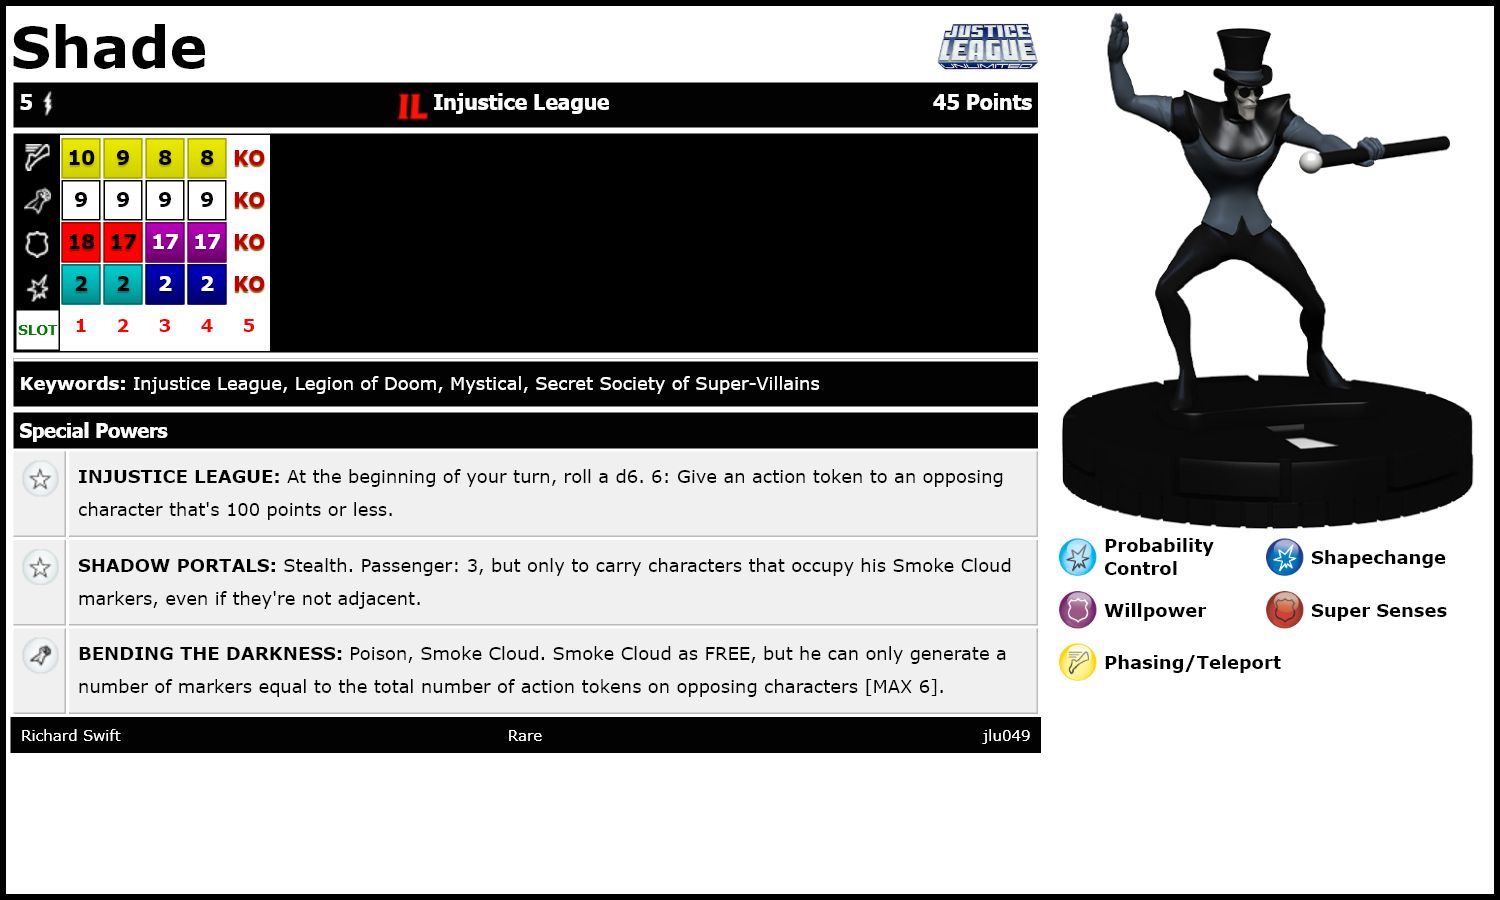 Shade
JUSTICE
LEAGUE
UNLIMITED
5 IL Injustice League 45 Points
10 9 8 8 KO
9 9 9 9 KO
18 17 17 17 KO
2 2 2 2 KO
SLOT 1 2 3 4 5
Keywords: Injustice League, Legion of Doom, Mystical, Secret Society of Super-Villains
Special Powers
INJUSTICE LEAGUE: At the beginning of your turn, roll a d6. 6: Give an action token to an opposing
character that's 100 points or less.
SHADOW PORTALS: Stealth. Passenger: 3, but only to carry characters that occupy his Smoke Cloud
markers, even if they're not adjacent.
BENDING THE DARKNESS: Poison, Smoke Cloud. Smoke Cloud as FREE, but he can only generate a
number of markers equal to the total number of action tokens on opposing characters [MAX 6].
Richard Swift Rare jlu049
Probability
Control
Shapechange
Willpower
Super Senses
Phasing/Teleport